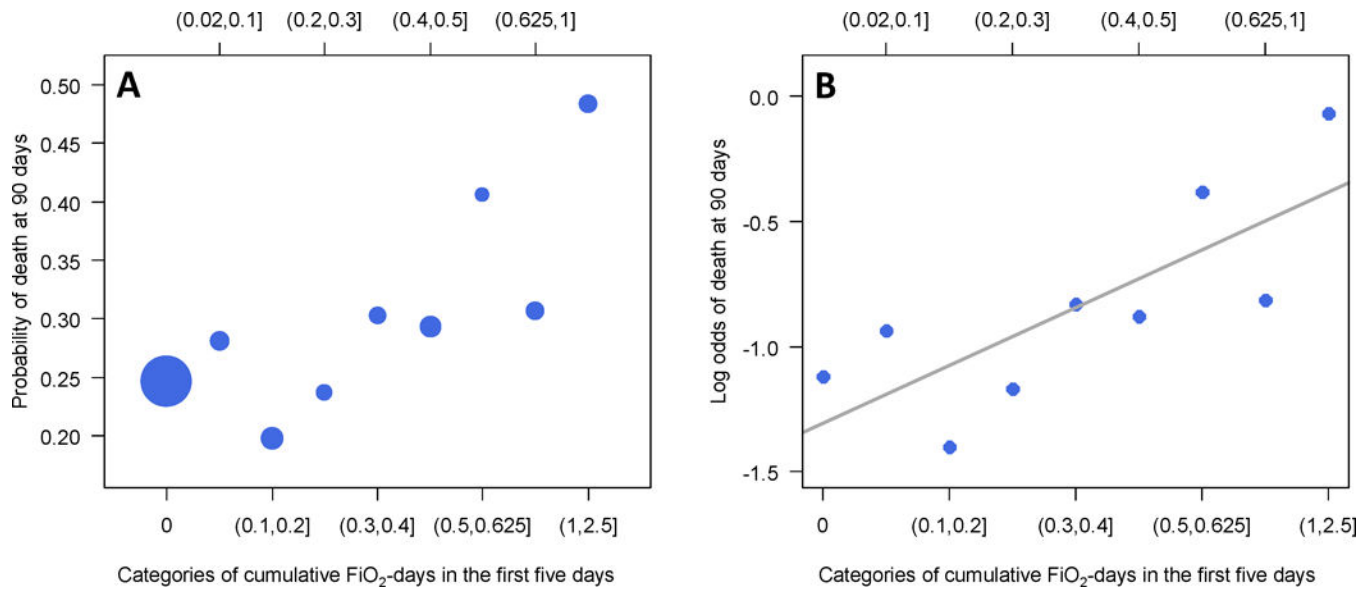 (0.02,0.1] (0.2,0.3] (0.4,0.5] (0.625,1]
A
0.50
0.45
0.40
0.35
0.30
0.25
0.20
Probability of death at 90 days
0 (0.1,0.2] (0.3,0.4] (0.5,0.625] (1,2.5]
Categories of cumulative FiO₂-days in the first five days
(0.02,0.1] (0.2,0.3] (0.4,0.5] (0.625,1]
B
0.0
-0.5
-1.0
-1.5
Log odds of death at 90 days
0 (0.1,0.2] (0.3,0.4] (0.5,0.625] (1,2.5]
Categories of cumulative FiO₂-days in the first five days